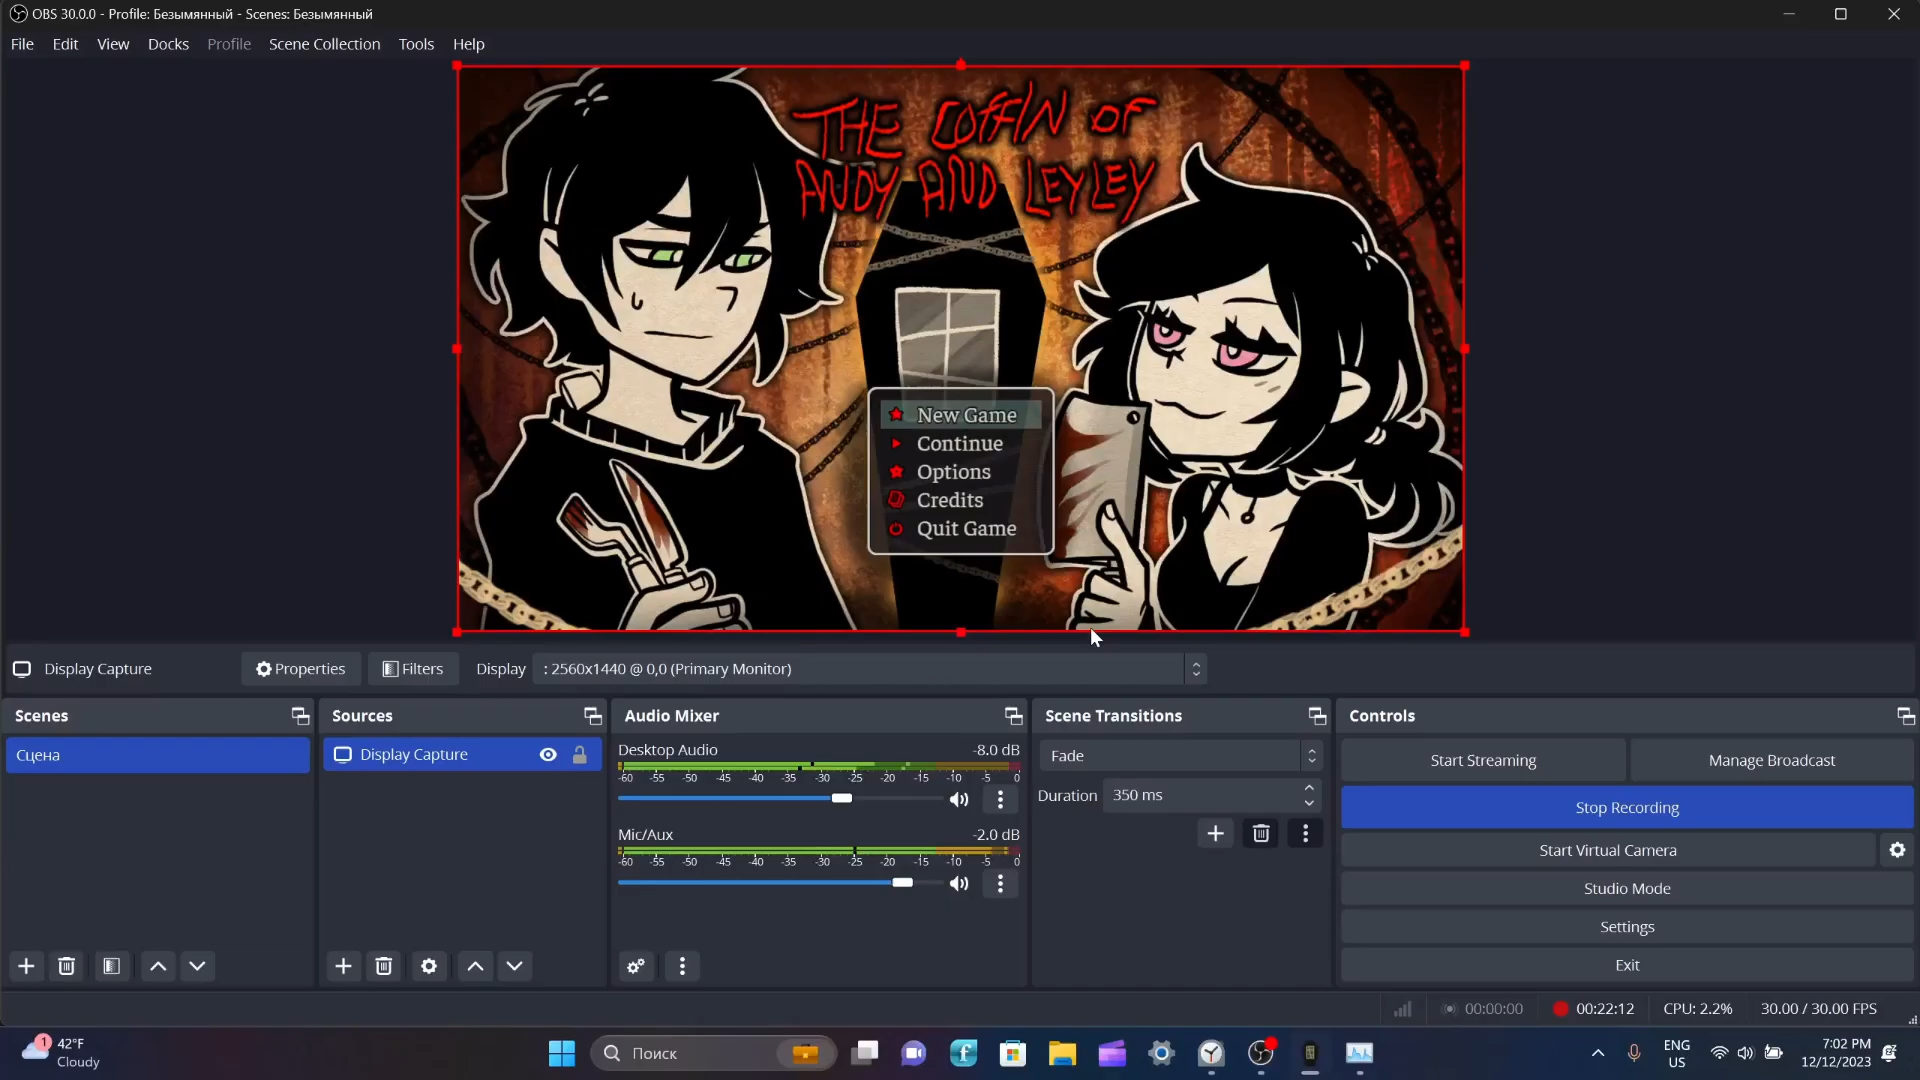 OBS 30.0.0 - Profile: Безымянный - Scenes: Безымянный
File Edit View Docks Profile Scene Collection Tools Help
THE COFFIN OF
ANDY AND LEYLEY
New Game
Continue
Options
Credits
Quit Game
Display Capture Properties Filters Display : 2560x1440 @ 0,0 (Primary Monitor)
Scenes
Сцена
Sources
Display Capture
Audio Mixer
Desktop Audio -8.0 dB
-60 -55 -50 -45 -40 -35 -30 -25 -20 -15 -10 -5 0
Mic/Aux -2.0 dB
-60 -55 -50 -45 -40 -35 -30 -25 -20 -15 -10 -5 0
Scene Transitions
Fade
Duration 350 ms
Controls
Start Streaming Manage Broadcast
Stop Recording
Start Virtual Camera
Studio Mode
Settings
Exit
00:00:00 00:22:12 CPU: 2.2% 30.00 / 30.00 FPS
1
42°F
Cloudy
Поиск
ENG
US
7:02 PM
12/12/2023